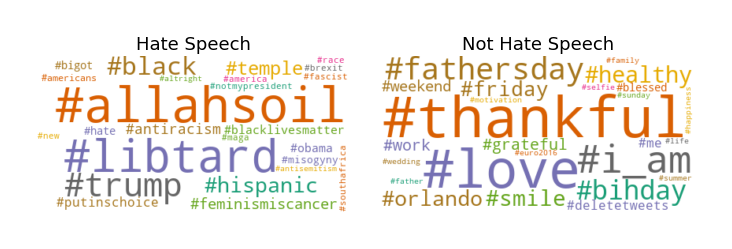 Hate Speech
#bigot
#black
#temple
#race
#brexit
#americans
#altright
#america
#fascist
#notmypresident
#allahsoil
#new
#hate
#antiracism
#blacklivesmatter
#maga
#libtard
#obama
#misogyny
#antisemitism
#trump
#hispanic
#southafrica
#putinschoice
#feminismiscancer
Not Hate Speech
#fathersday
#family
#healthy
#weekend
#friday
#selfie
#blessed
#motivation
#sunday
#thankful
#happiness
#work
#grateful
#me
#life
#euro2016
#wedding
#love
#i_am
#father
#summer
#orlando
#smile
#bihday
#deletetweets